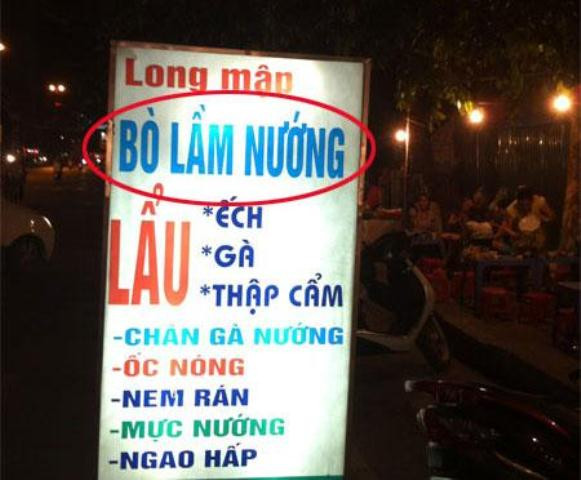 Long mập
BÒ LẦM NƯỚNG
LẨU
*ẾCH
*GÀ
*THẬP CẨM
-CHÂN GÀ NƯỚNG
-ỐC NÓNG
-NEM RÁN
-MỰC NƯỚNG
-NGAO HẤP